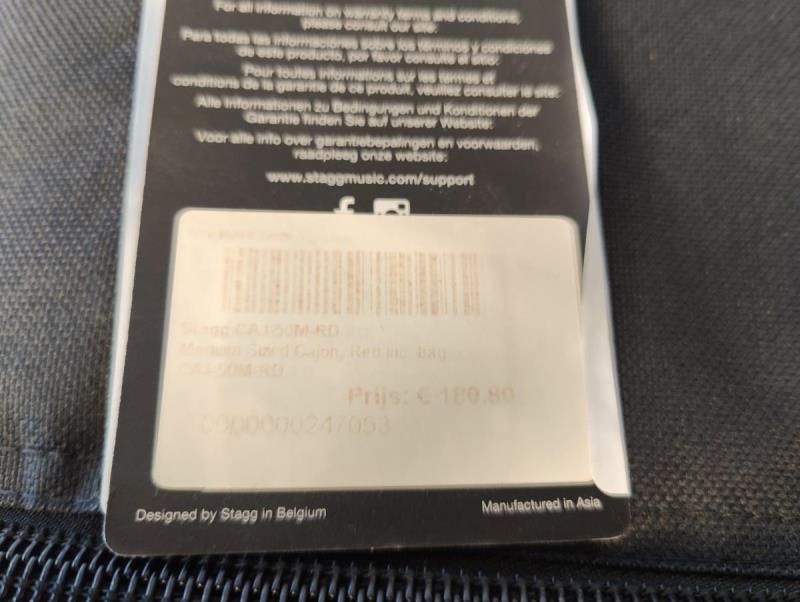 For all information on warranty terms and conditions,
please consult our site:
Para todas las informaciones sobre los términos y condiciones
de este producto, por favor consulte el sitio:
Pour toutes informations sur les termes et
conditions de la garantie de ce produit, veuillez consulter le site:
Alle Informationen zu Bedingungen und Konditionen der
Garantie finden Sie auf unserer Website:
Voor alle info over garantiebepalingen en voorwaarden,
raadpleeg onze website:
www.staggmusic.com/support
Stagg CAJ-50M-RD
Medium Sized Cajon, Red inc. bag
CAJ-50M-RD
Prijs: €
0000000247053
Designed by Stagg in Belgium
Manufactured in Asia